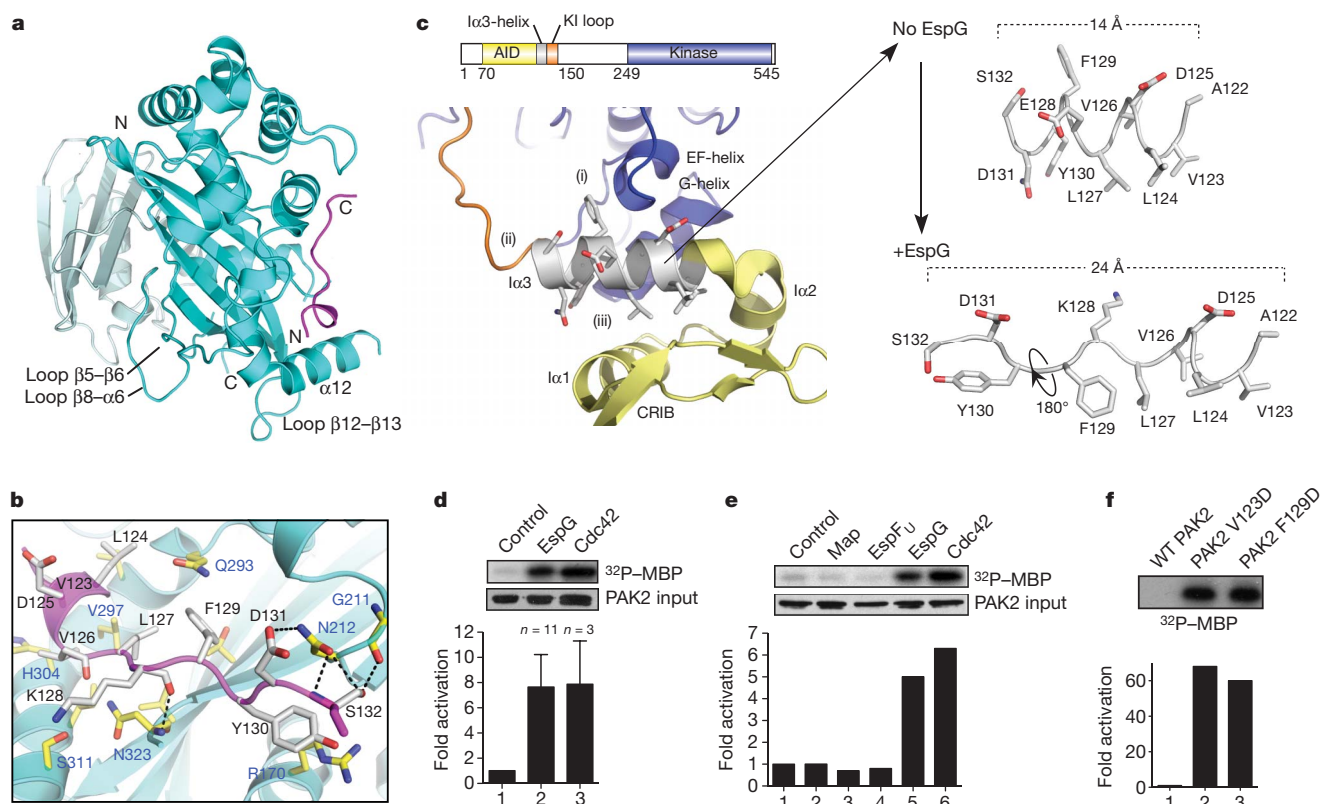 a
N
C
N
C
α12
Loop β5–β6
Loop β8–α6
Loop β12–β13
c
Iα3-helix
KI loop
AID
Kinase
1 70 150 249 545
EF-helix
G-helix
(i)
(ii)
Iα3
(iii)
Iα2
Iα1
CRIB
No EspG
14 Å
F129
S132
D125
E128
V126
A122
D131
Y130
L127
L124
V123
+EspG
24 Å
D131
K128
D125
S132
V126
A122
Y130
180°
F129
L127
L124
V123
b
L124
V123
Q293
D125
G211
V297
F129
D131
N212
V126
L127
H304
K128
S132
Y130
S311
N323
R170
d
Control
EspG
Cdc42
³²P–MBP
PAK2 input
n = 11 n = 3
Fold activation
12
10
8
6
4
2
0
1 2 3
e
Control
Map
EspFᵤ
EspG
Cdc42
³²P–MBP
PAK2 input
Fold activation
7
6
5
4
3
2
1
0
1 2 3 4 5 6
f
WT PAK2
PAK2 V123D
PAK2 F129D
³²P–MBP
Fold activation
60
40
20
0
1 2 3